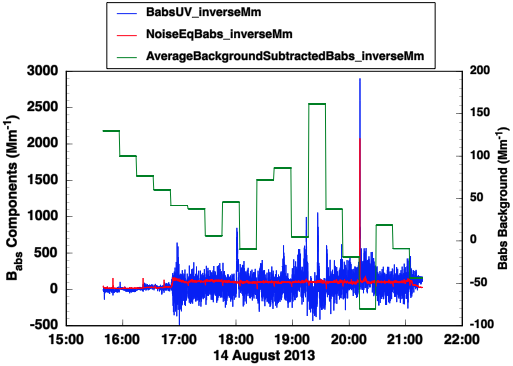 BabsUV_inverseMm
NoiseEqBabs_inverseMm
AverageBackgroundSubtractedBabs_inverseMm
3000
2500
2000
1500
1000
500
0
-500
B_abs Components (Mm^-1)
200
150
100
50
0
-50
-100
Babs Background (Mm^-1)
15:00 16:00 17:00 18:00 19:00 20:00 21:00 22:00
14 August 2013